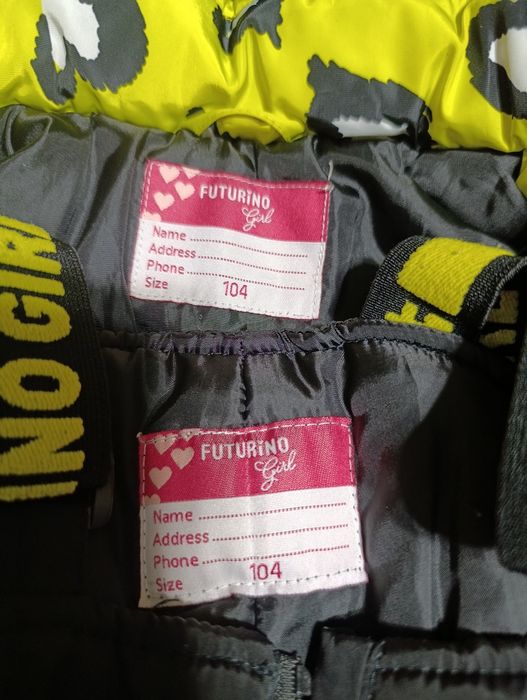 FUTURiNO
Girl
Name
Address
Phone
Size 104
INO GIRL
FUTURiNO
Girl
Name
Address
Phone
Size 104